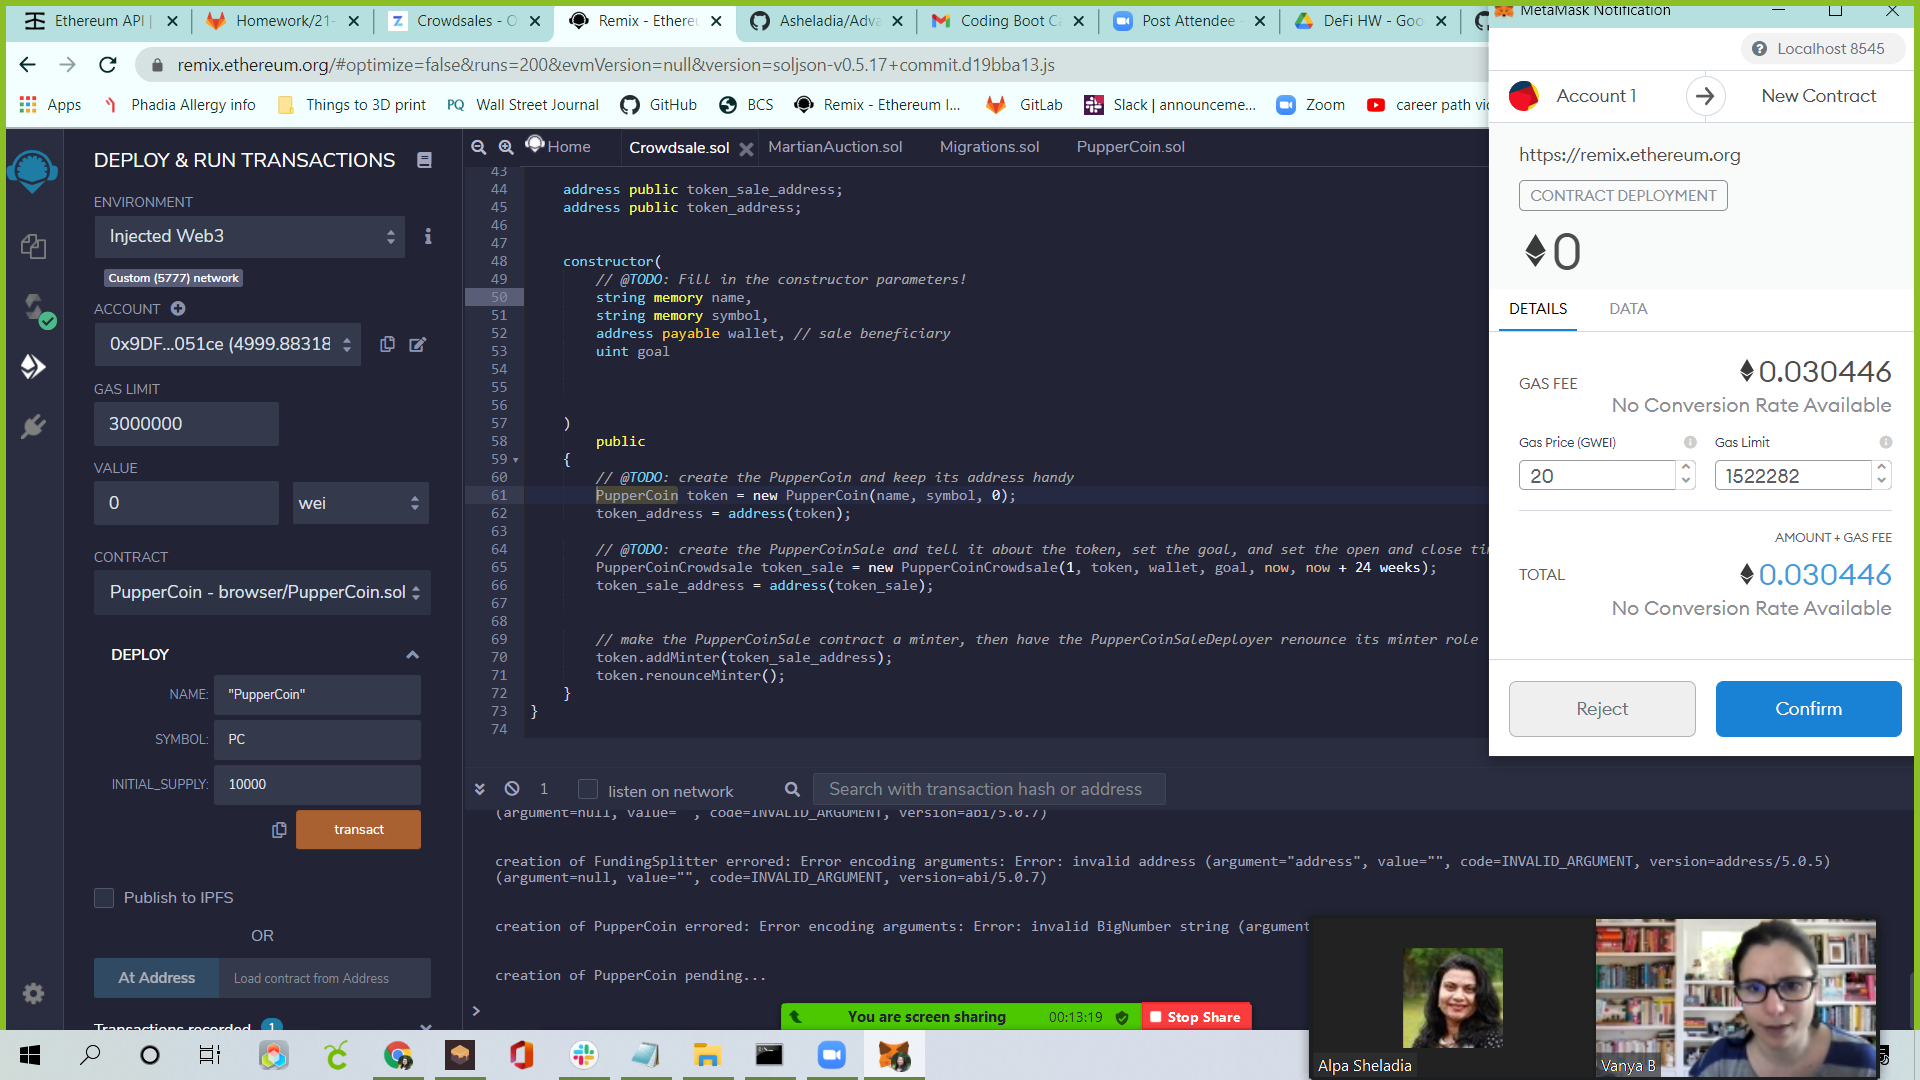 Ethereum API
Homework/21-
Crowdsales - O
Remix - Ethereu
Asheladia/Adva
Coding Boot C
Post Attendee
DeFi HW - Goo
MetaMask Notification
remix.ethereum.org/#optimize=false&runs=200&evmVersion=null&version=soljson-v0.5.17+commit.d19bba13.js
Apps
Phadia Allergy info
Things to 3D print
PQ
Wall Street Journal
GitHub
BCS
Remix - Ethereum I...
GitLab
Slack | announceme...
Zoom
career path vi
DEPLOY & RUN TRANSACTIONS
ENVIRONMENT
Injected Web3
Custom (5777) network
ACCOUNT
0x9DF...051ce (4999.88318
GAS LIMIT
3000000
VALUE
0
wei
CONTRACT
PupperCoin - browser/PupperCoin.sol
DEPLOY
NAME:
"PupperCoin"
SYMBOL:
PC
INITIAL_SUPPLY:
10000
transact
Publish to IPFS
OR
At Address
Load contract from Address
Transactions recorded 1
Home
Crowdsale.sol
MartianAuction.sol
Migrations.sol
PupperCoin.sol
43
44 address public token_sale_address;
45 address public token_address;
46
47
48 constructor(
49 // @TODO: Fill in the constructor parameters!
50 string memory name,
51 string memory symbol,
52 address payable wallet, // sale beneficiary
53 uint goal
54
55
56
57 )
58 public
59 {
60 // @TODO: create the PupperCoin and keep its address handy
61 PupperCoin token = new PupperCoin(name, symbol, 0);
62 token_address = address(token);
63
64 // @TODO: create the PupperCoinSale and tell it about the token, set the goal, and set the open and close ti
65 PupperCoinCrowdsale token_sale = new PupperCoinCrowdsale(1, token, wallet, goal, now, now + 24 weeks);
66 token_sale_address = address(token_sale);
67
68
69 // make the PupperCoinSale contract a minter, then have the PupperCoinSaleDeployer renounce its minter role
70 token.addMinter(token_sale_address);
71 token.renounceMinter();
72 }
73 }
74
1
listen on network
Search with transaction hash or address
(argument=null, value="", code=INVALID_ARGUMENT, version=abi/5.0.7)
creation of FundingSplitter errored: Error encoding arguments: Error: invalid address (argument="address", value="", code=INVALID_ARGUMENT, version=address/5.0.5)
(argument=null, value="", code=INVALID_ARGUMENT, version=abi/5.0.7)
creation of PupperCoin errored: Error encoding arguments: Error: invalid BigNumber string (argument
creation of PupperCoin pending...
>
You are screen sharing
00:13:19
Stop Share
Localhost 8545
Account 1
New Contract
https://remix.ethereum.org
CONTRACT DEPLOYMENT
0
DETAILS
DATA
GAS FEE
0.030446
No Conversion Rate Available
Gas Price (GWEI)
Gas Limit
20
1522282
AMOUNT + GAS FEE
TOTAL
0.030446
No Conversion Rate Available
Reject
Confirm
Alpa Sheladia
Vanya B